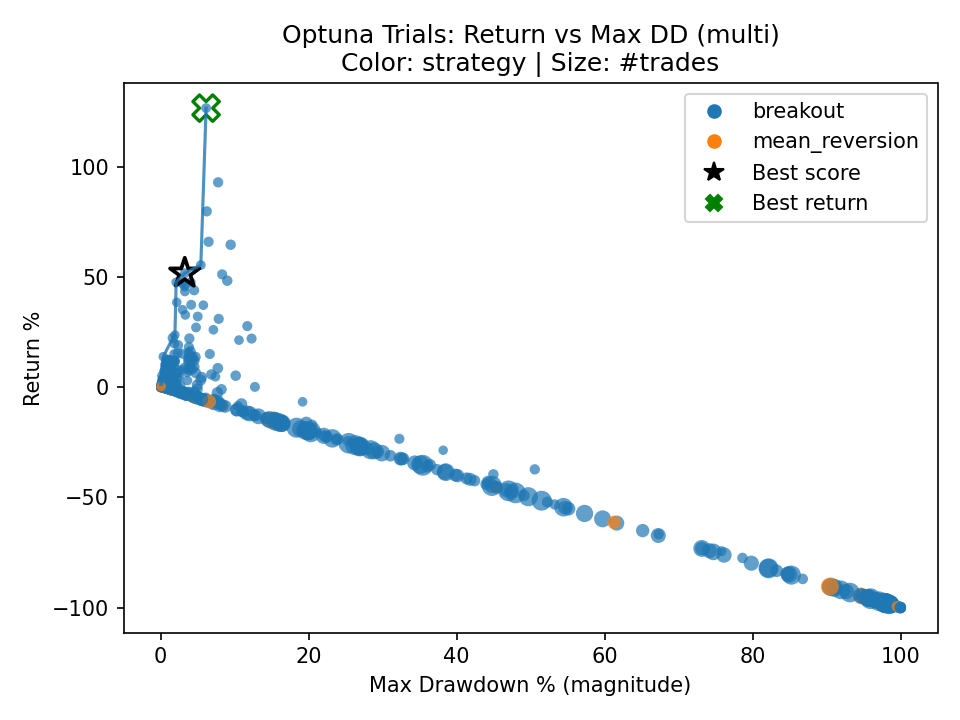 Optuna Trials: Return vs Max DD (multi)
Color: strategy | Size: #trades
breakout
mean_reversion
Best score
Best return
Return %
100
50
0
−50
−100
0
20
40
60
80
100
Max Drawdown % (magnitude)